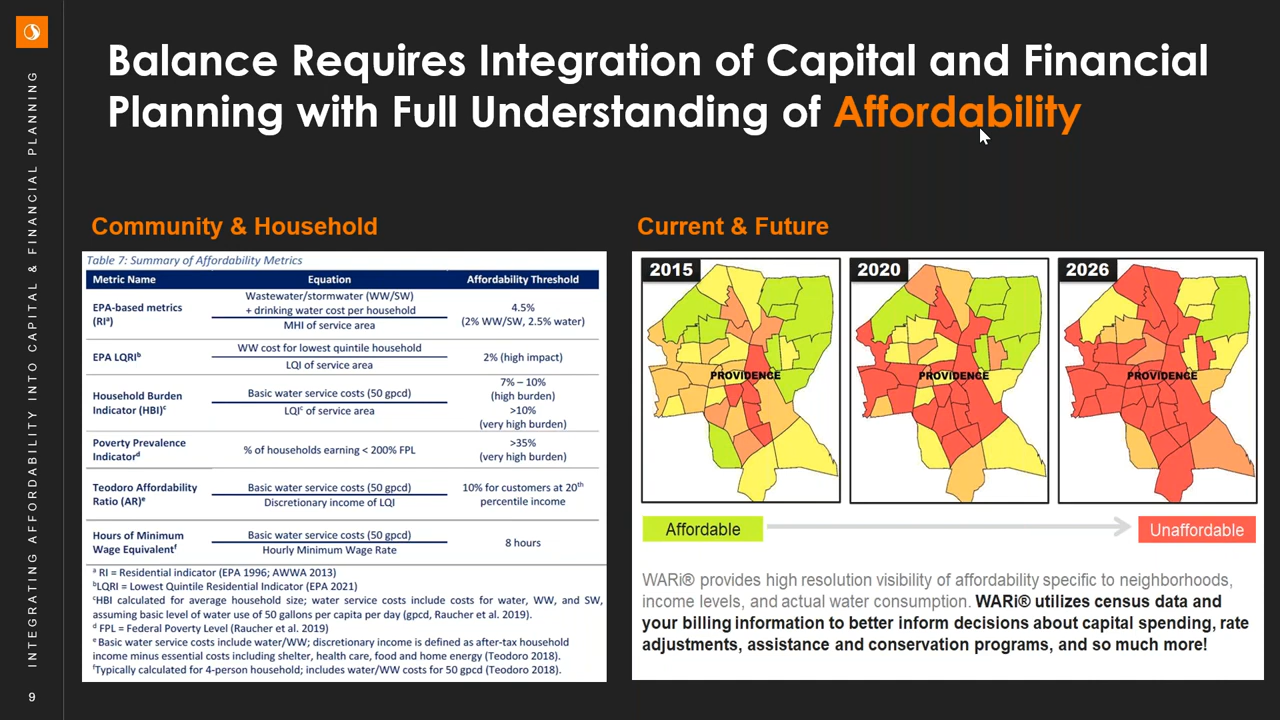 Balance Requires Integration of Capital and Financial
Planning with Full Understanding of Affordability
INTEGRATING AFFORDABILITY INTO CAPITAL & FINANCIAL PLANNING
9
Community & Household
Table 7: Summary of Affordability Metrics
Metric Name Equation Affordability Threshold
EPA-based metrics
(RIᵃ)
Wastewater/stormwater (WW/SW)
+ drinking water cost per household
MHI of service area
4.5%
(2% WW/SW, 2.5% water)
EPA LQRIᵇ
WW cost for lowest quintile household
LQI of service area
2% (high impact)
Household Burden
Indicator (HBI)ᶜ
Basic water service costs (50 gpcd)
LQIᶜ of service area
7% – 10%
(high burden)
>10%
(very high burden)
Poverty Prevalence
Indicatorᵈ
% of households earning < 200% FPL
>35%
(very high burden)
Teodoro Affordability
Ratio (AR)ᵉ
Basic water service costs (50 gpcd)
Discretionary income of LQI
10% for customers at 20ᵗʰ
percentile income
Hours of Minimum
Wage Equivalentᶠ
Basic water service costs (50 gpcd)
Hourly Minimum Wage Rate
8 hours
ᵃ RI = Residential indicator (EPA 1996; AWWA 2013)
ᵇLQRI = Lowest Quintile Residential Indicator (EPA 2021)
ᶜHBI calculated for average household size; water service costs include costs for water, WW, and SW,
assuming basic level of water use of 50 gallons per capita per day (gpcd, Raucher et al. 2019).
ᵈ FPL = Federal Poverty Level (Raucher et al. 2019)
ᵉ Basic water service costs include water/WW; discretionary income is defined as after-tax household
income minus essential costs including shelter, health care, food and home energy (Teodoro 2018).
ᶠTypically calculated for 4-person household; includes water/WW costs for 50 gpcd (Teodoro 2018).
Current & Future
2015
PROVIDENCE
2020
PROVIDENCE
2026
PROVIDENCE
Affordable
Unaffordable
WARi® provides high resolution visibility of affordability specific to neighborhoods,
income levels, and actual water consumption. WARi® utilizes census data and
your billing information to better inform decisions about capital spending, rate
adjustments, assistance and conservation programs, and so much more!